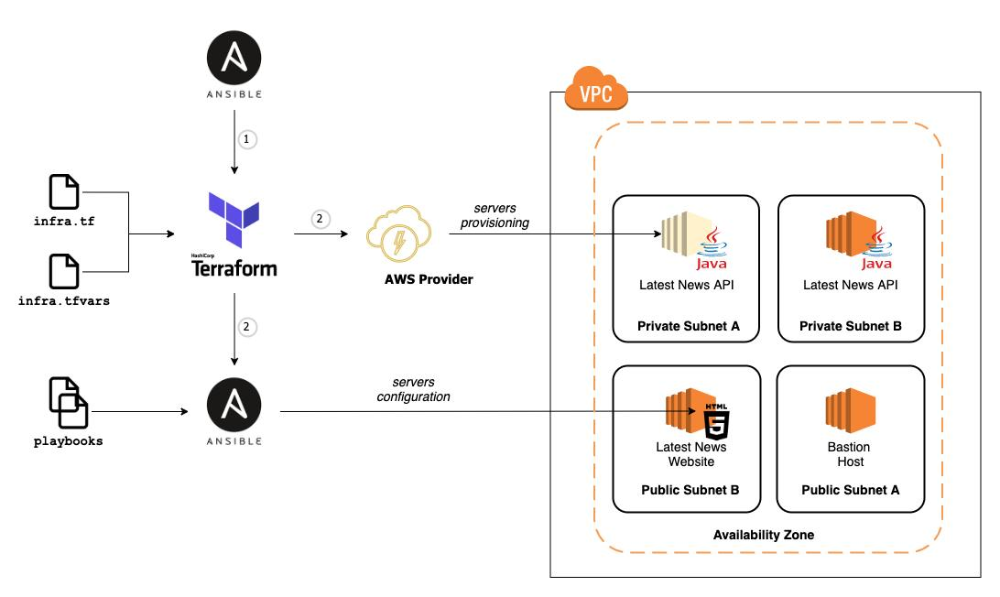 ANSIBLE
1
VPC
infra.tf
infra.tfvars
HashiCorp
Terraform
2
AWS Provider
servers
provisioning
Java
Latest News API
Private Subnet A
Java
Latest News API
Private Subnet B
2
playbooks
ANSIBLE
servers
configuration
HTML
5
Latest News
Website
Public Subnet B
Bastion
Host
Public Subnet A
Availability Zone